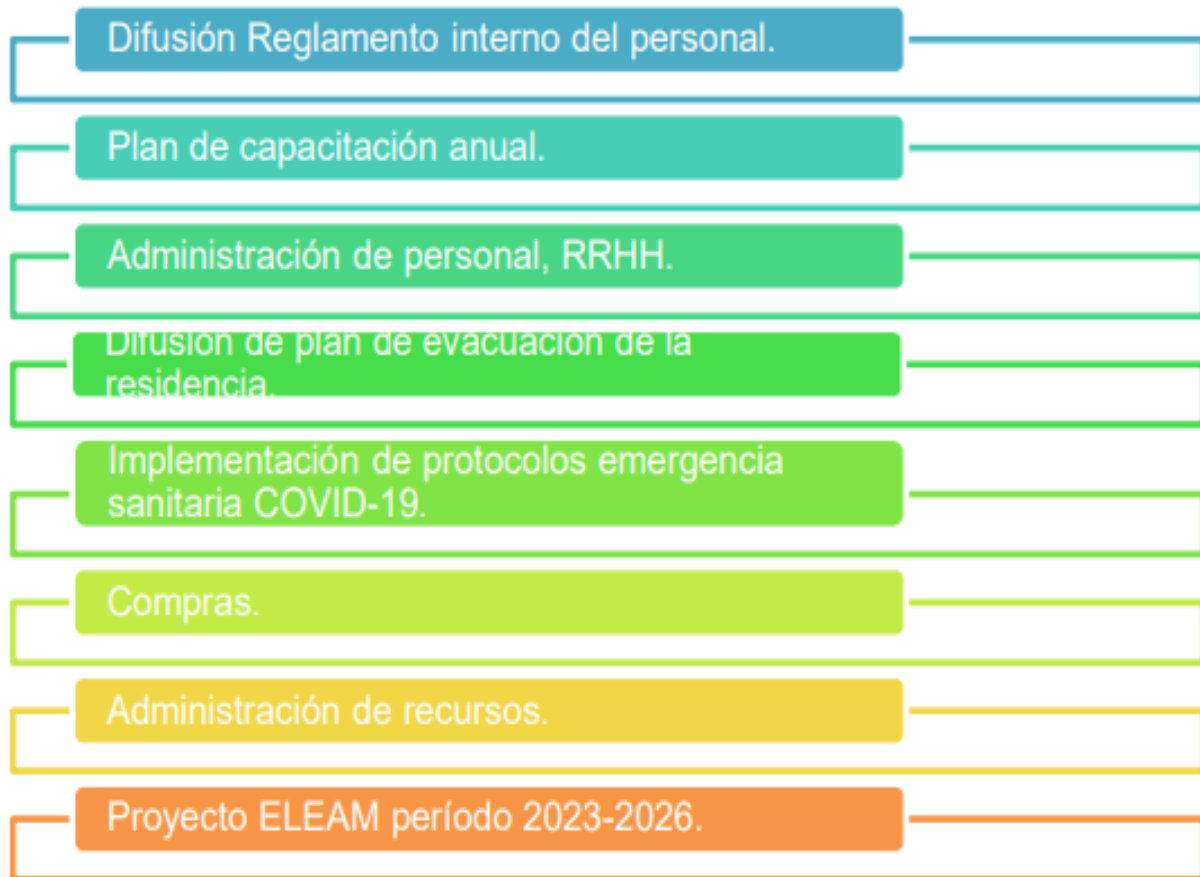 Difusión Reglamento interno del personal.
Plan de capacitación anual.
Administración de personal, RRHH.
Difusión de plan de evacuación de la
residencia.
Implementación de protocolos emergencia
sanitaria COVID-19.
Compras.
Administración de recursos.
Proyecto ELEAM período 2023-2026.